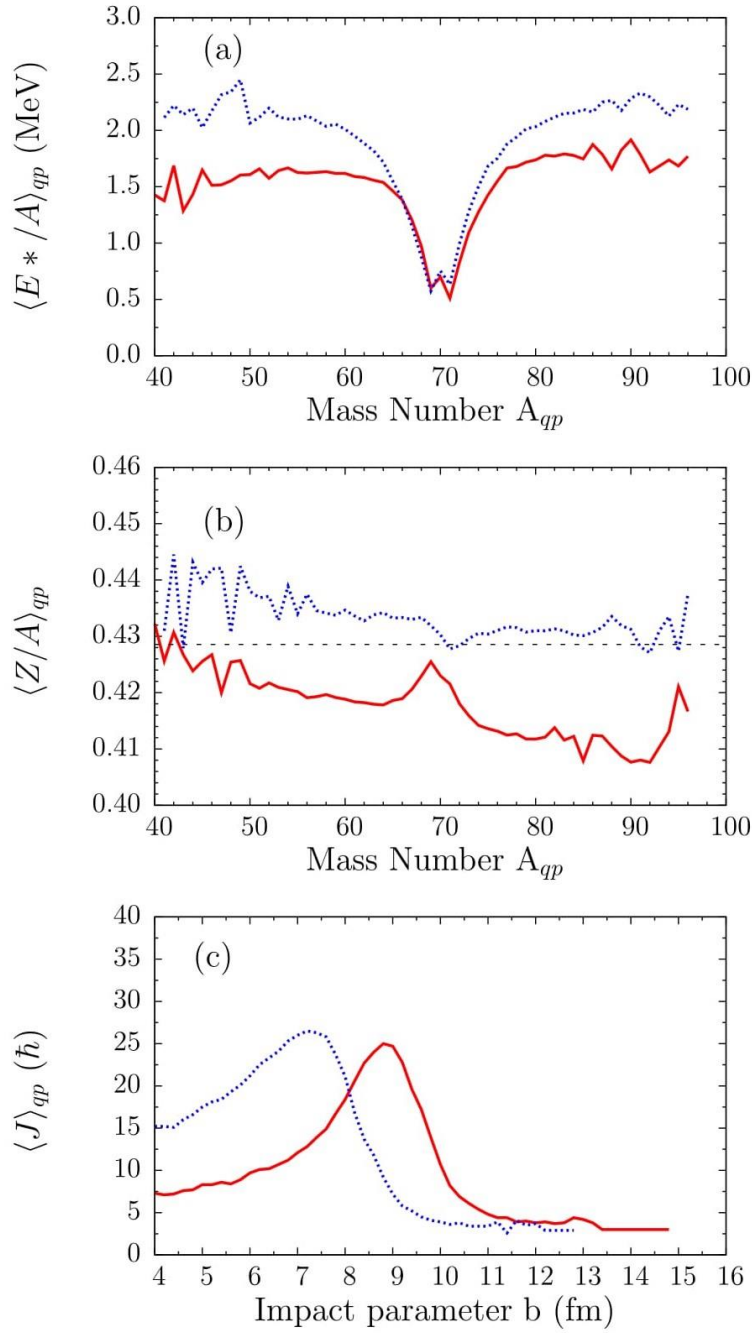 (a)
⟨E * /A⟩qp (MeV)
3.0
2.5
2.0
1.5
1.0
0.5
0.0
40 50 60 70 80 90 100
Mass Number Aqp
(b)
⟨Z/A⟩qp
0.46
0.45
0.44
0.43
0.42
0.41
0.40
40 50 60 70 80 90 100
Mass Number Aqp
(c)
⟨J⟩qp (ℏ)
40
35
30
25
20
15
10
5
0
4 5 6 7 8 9 10 11 12 13 14 15 16
Impact parameter b (fm)